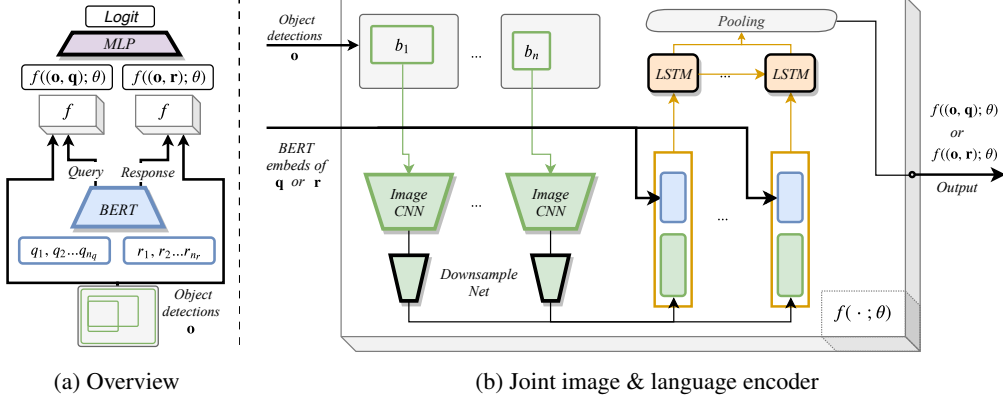 Logit
MLP
f((o, q); θ)
f((o, r); θ)
f
f
Query
Response
BERT
q1, q2...qnq
r1, r2...rnr
Object
detections
o
(a) Overview
Object
detections
o
b1
...
bn
BERT
embeds of
q or r
Image
CNN
...
Image
CNN
Downsample
Net
Pooling
LSTM
...
LSTM
...
f((o, q); θ)
or
f((o, r); θ)
Output
f( · ; θ)
(b) Joint image & language encoder